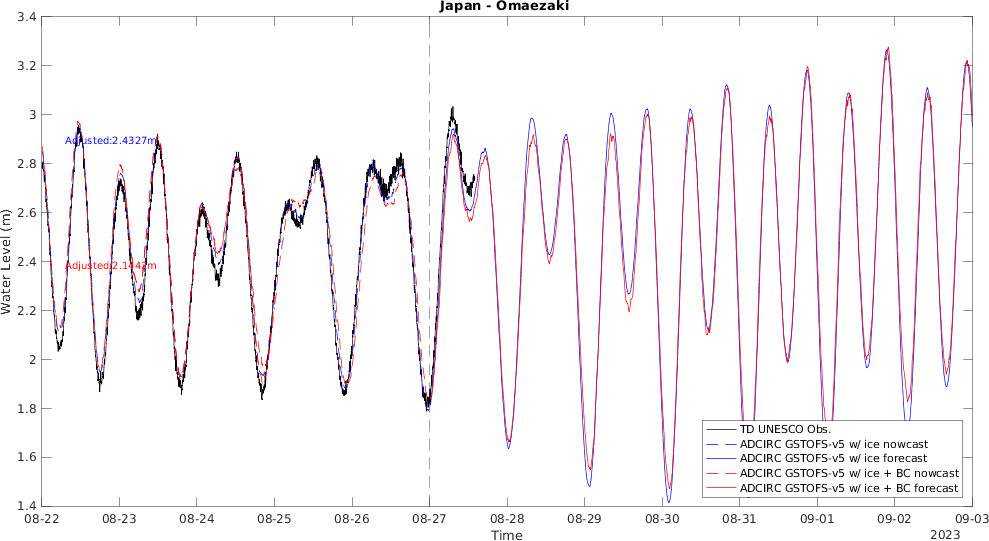 Japan - Omaezaki
Water Level (m)
3.4
3.2
3
2.8
2.6
2.4
2.2
2
1.8
1.6
1.4
Adjusted:2.4327m
Adjusted:2.1442m
TD UNESCO Obs.
ADCIRC GSTOFS-v5 w/ ice nowcast
ADCIRC GSTOFS-v5 w/ ice forecast
ADCIRC GSTOFS-v5 w/ ice + BC nowcast
ADCIRC GSTOFS-v5 w/ ice + BC forecast
08-22 08-23 08-24 08-25 08-26 08-27 08-28 08-29 08-30 08-31 09-01 09-02 09-03
Time
2023